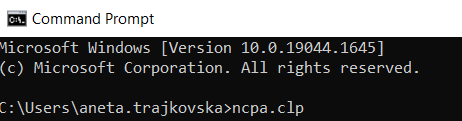 Command Prompt
Microsoft Windows [Version 10.0.19044.1645]
(c) Microsoft Corporation. All rights reserved.
C:\Users\aneta.trajkovska>ncpa.clp